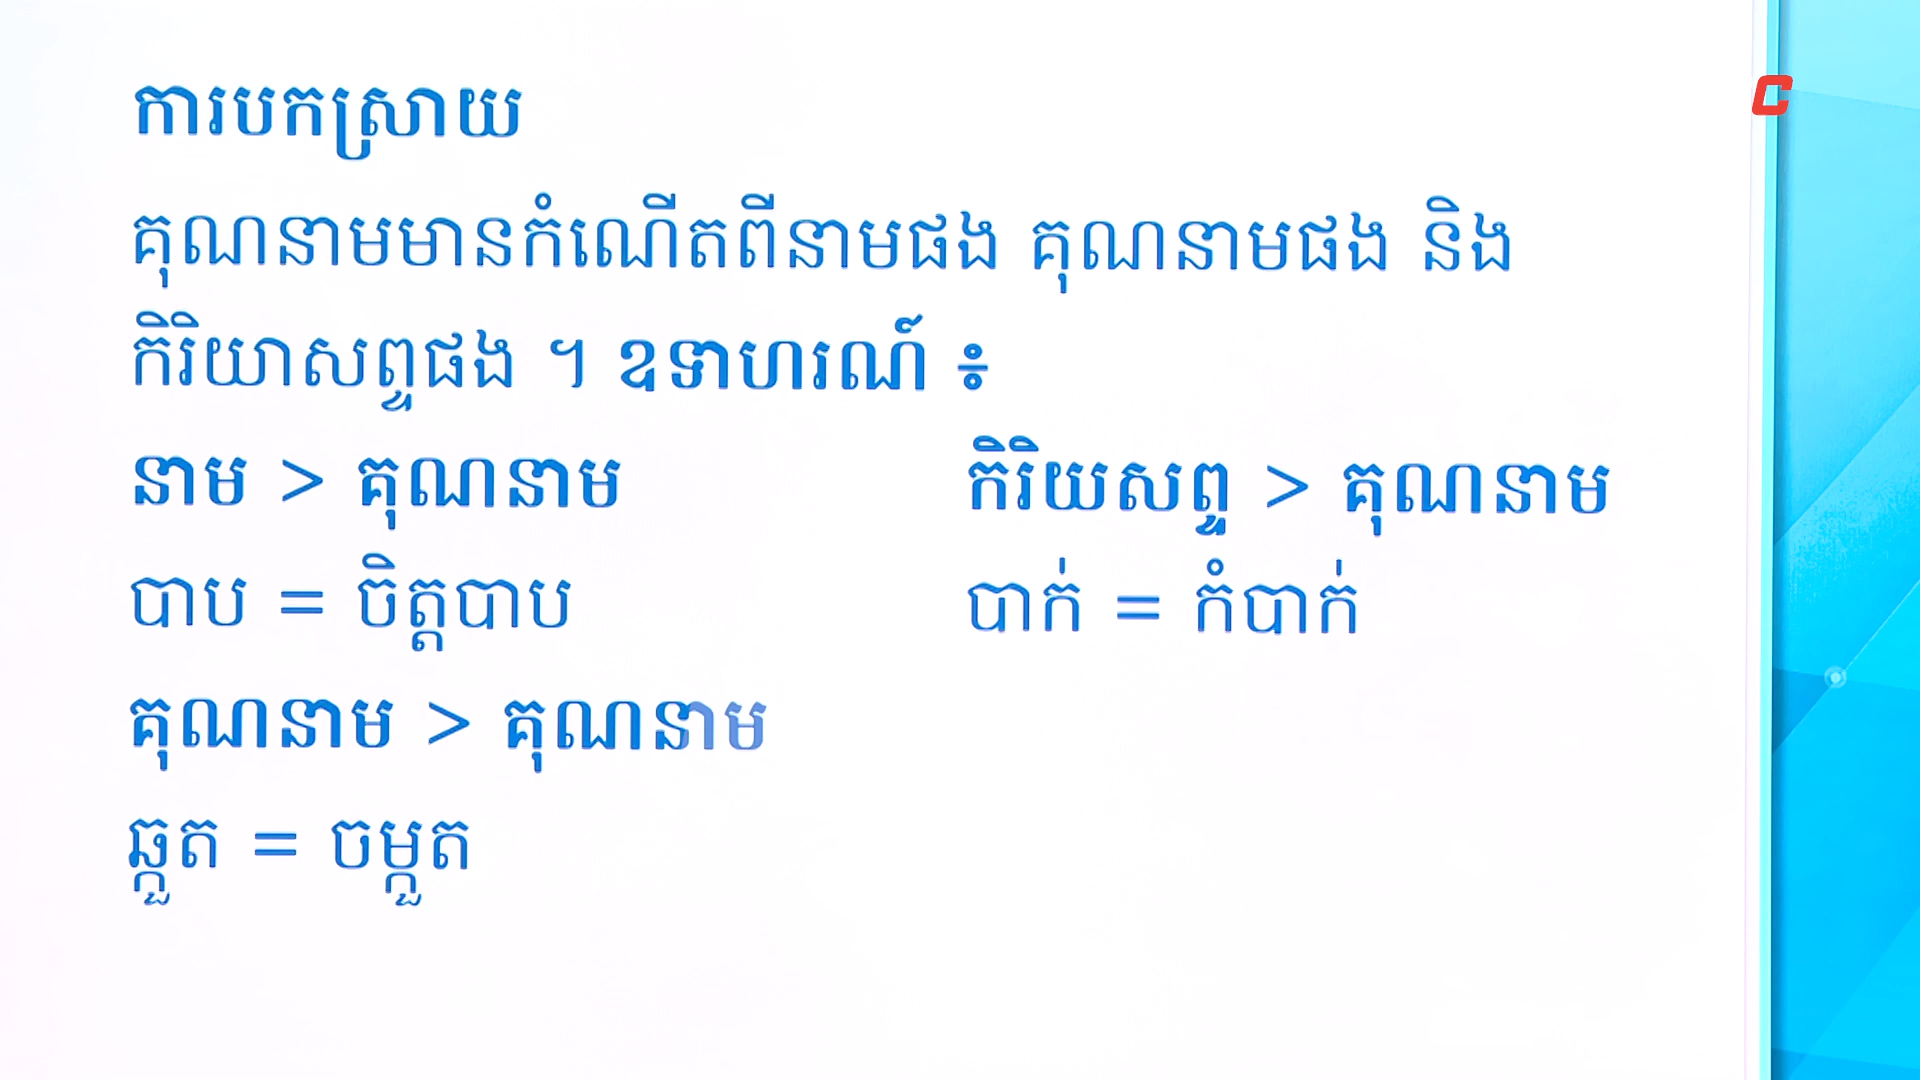 ការបកស្រាយ
គុណនាមមានកំណើតពីនាមផង គុណនាមផង និង
កិរិយាសព្ទផង ។ ឧទាហរណ៍ ៖
នាម > គុណនាម
កិរិយសព្ទ > គុណនាម
បាប = ចិត្តបាប
បាក់ = កំបាក់
គុណនាម > គុណនាម
ឆ្កួត = ចម្កួត
C